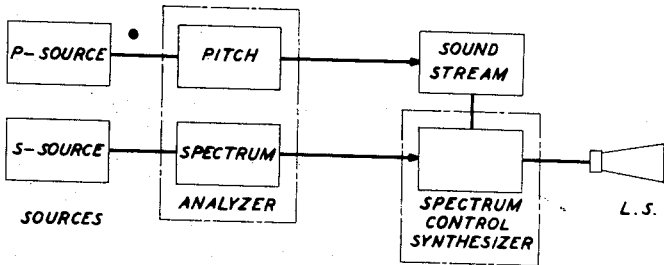 P-SOURCE
PITCH
SOUND
STREAM
S-SOURCE
SPECTRUM
SOURCES
ANALYZER
SPECTRUM
CONTROL
SYNTHESIZER
L.S.